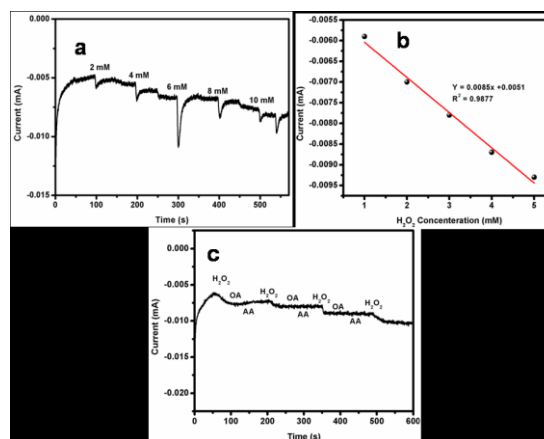 a
0.000
-0.005
-0.010
-0.015
Current (mA)
2 mM
4 mM
6 mM
8 mM
10 mM
0 100 200 300 400 500
Time (s)
b
-0.0060
-0.0065
-0.0070
-0.0075
-0.0080
-0.0085
-0.0090
-0.0095
Current (mA)
Y = 0.0085x +0.0051
R² = 0.9877
1 2 3 4 5
H₂O₂ Concenteration (mM)
c
0.000
-0.005
-0.010
-0.015
-0.020
Current (mA)
H₂O₂
OA
AA
H₂O₂
OA
AA
H₂O₂
OA
AA
H₂O₂
0 100 200 300 400 500 600
Time (s)